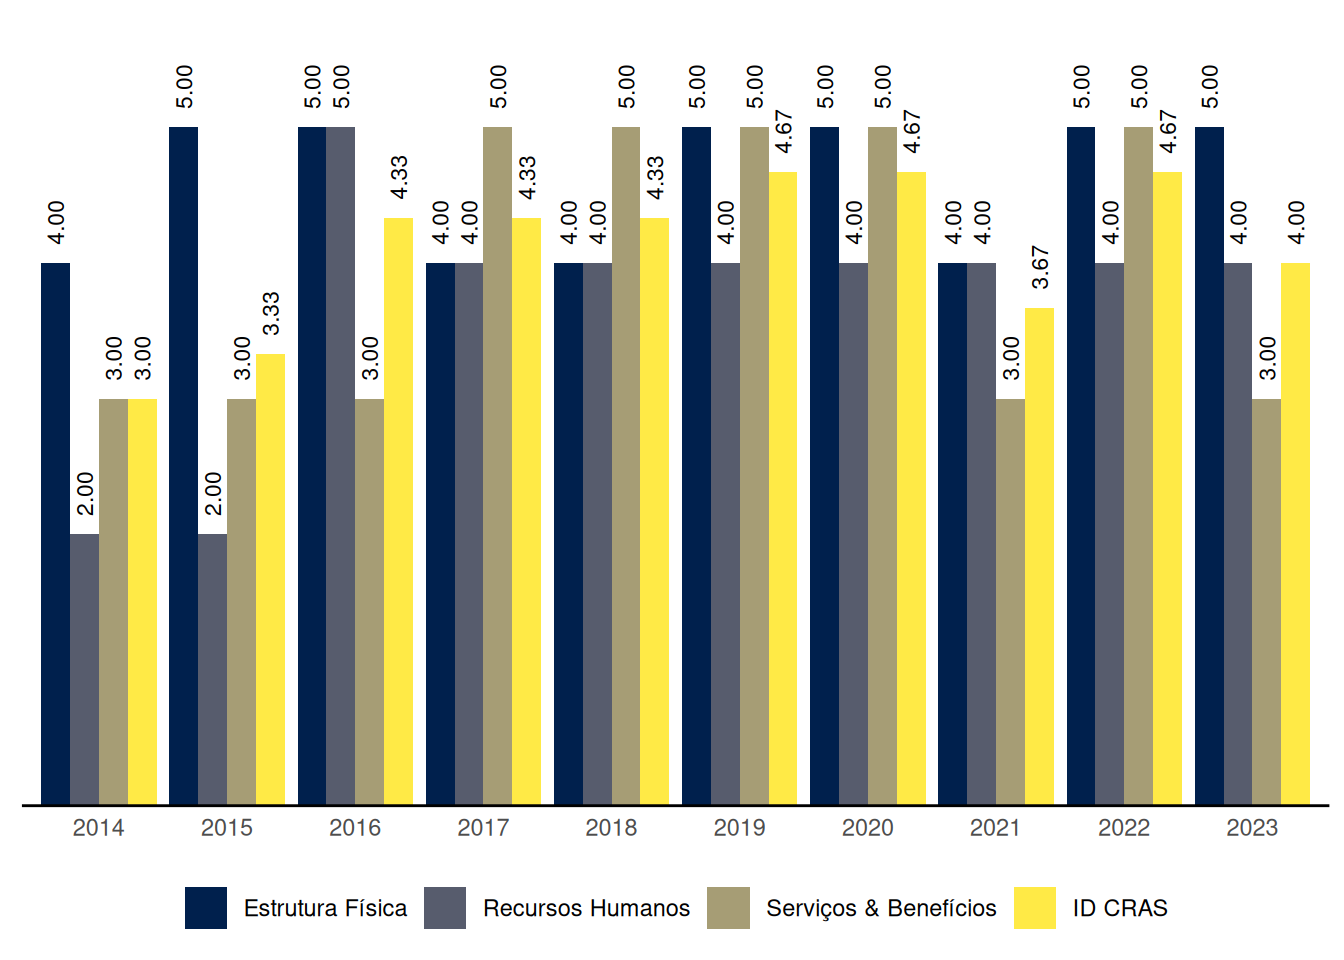 4.00 2.00 3.00 3.00
5.00 2.00 3.00 3.33
5.00 5.00 3.00 4.33
4.00 4.00 5.00 4.33
4.00 4.00 5.00 4.33
5.00 4.00 5.00 4.67
5.00 4.00 5.00 4.67
4.00 4.00 3.00 3.67
5.00 4.00 5.00 4.67
5.00 4.00 3.00 4.00
2014 2015 2016 2017 2018 2019 2020 2021 2022 2023
Estrutura Física Recursos Humanos Serviços & Benefícios ID CRAS